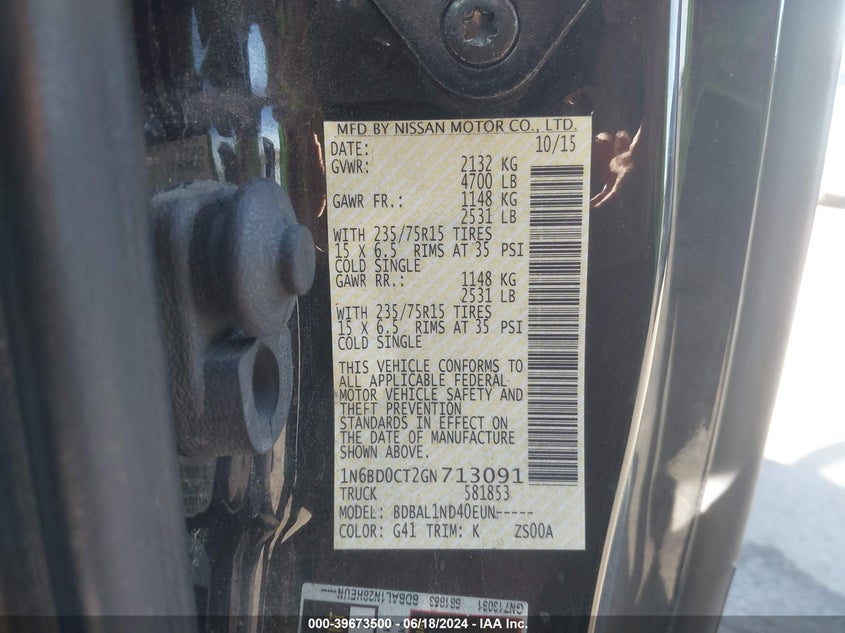 MFD BY NISSAN MOTOR CO., LTD.
DATE: 10/15
GVWR: 2132 KG
4700 LB
GAWR FR.: 1148 KG
2531 LB
WITH 235/75R15 TIRES
15 X 6.5 RIMS AT 35 PSI
COLD SINGLE
GAWR RR.: 1148 KG
2531 LB
WITH 235/75R15 TIRES
15 X 6.5 RIMS AT 35 PSI
COLD SINGLE
THIS VEHICLE CONFORMS TO
ALL APPLICABLE FEDERAL
MOTOR VEHICLE SAFETY AND
THEFT PREVENTION
STANDARDS IN EFFECT ON
THE DATE OF MANUFACTURE
SHOWN ABOVE.
1N6BD0CT2GN713091
TRUCK 581853
MODEL: BDBAL1ND40EUN-----
COLOR: G41 TRIM: K ZS00A
GN713091
000-39673500 - 06/18/2024 - IAA Inc.